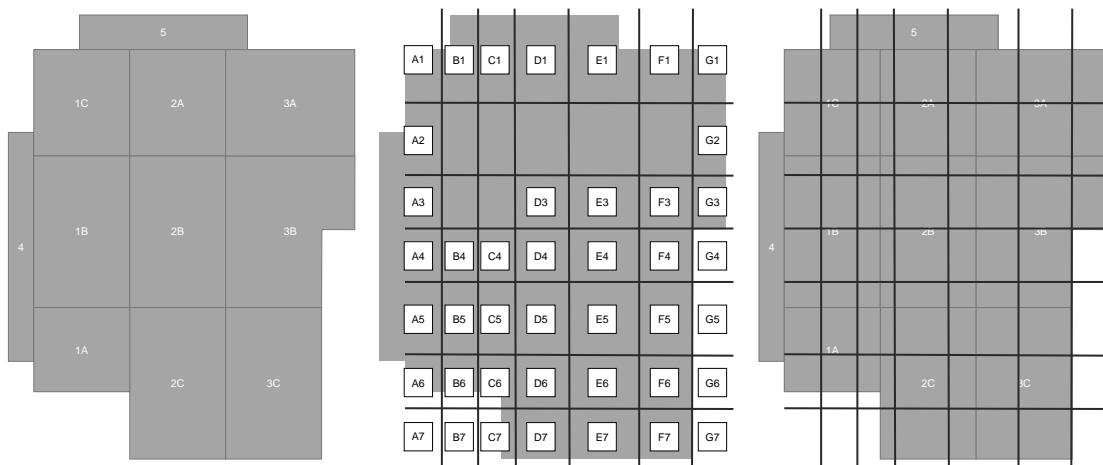 5
1C 2A 3A
4 1B 2B 3B
1A
2C 3C
A1 B1 C1 D1 E1 F1 G1
A2 G2
A3 D3 E3 F3 G3
A4 B4 C4 D4 E4 F4 G4
A5 B5 C5 D5 E5 F5 G5
A6 B6 C6 D6 E6 F6 G6
A7 B7 C7 D7 E7 F7 G7
5
1C 2A 3A
4 1B 2B 3B
1A
2C 3C